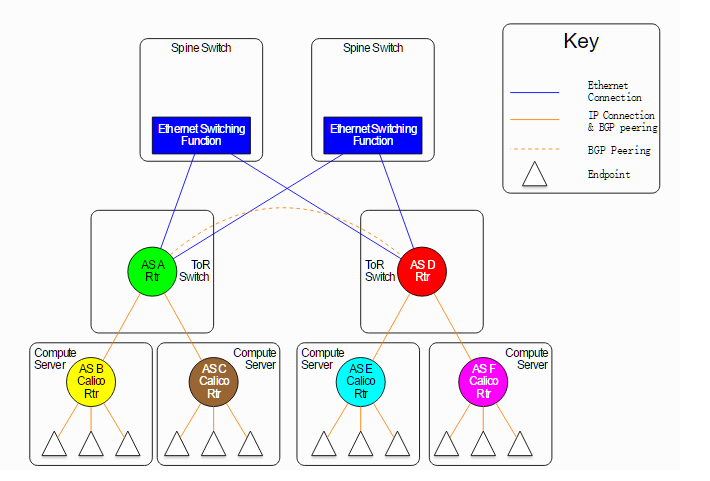 Spine Switch
Spine Switch
Key
Ethernet
Connection
IP Connection
& BGP peering
BGP Peering
Endpoint
Ethernet Switching
Function
Ethernet Switching
Function
AS A
Rtr
ToR
Switch
ToR
Switch
AS D
Rtr
Compute
Server
AS B
Calico
Rtr
Compute
Server
AS C
Calico
Rtr
Compute
Server
AS E
Calico
Rtr
Compute
Server
AS F
Calico
Rtr